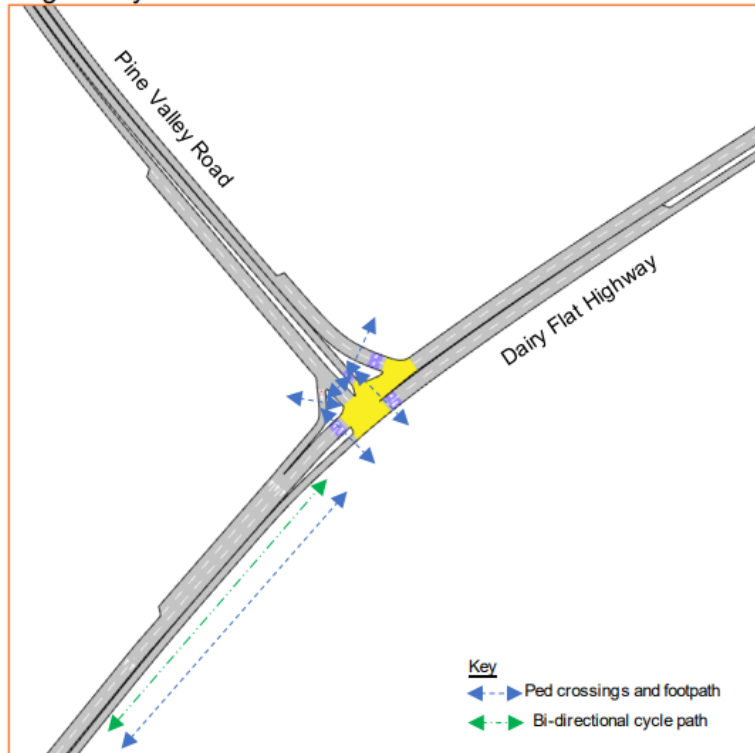 Pine Valley Road
Dairy Flat Highway
Key
Ped crossings and footpath
Bi-directional cycle path